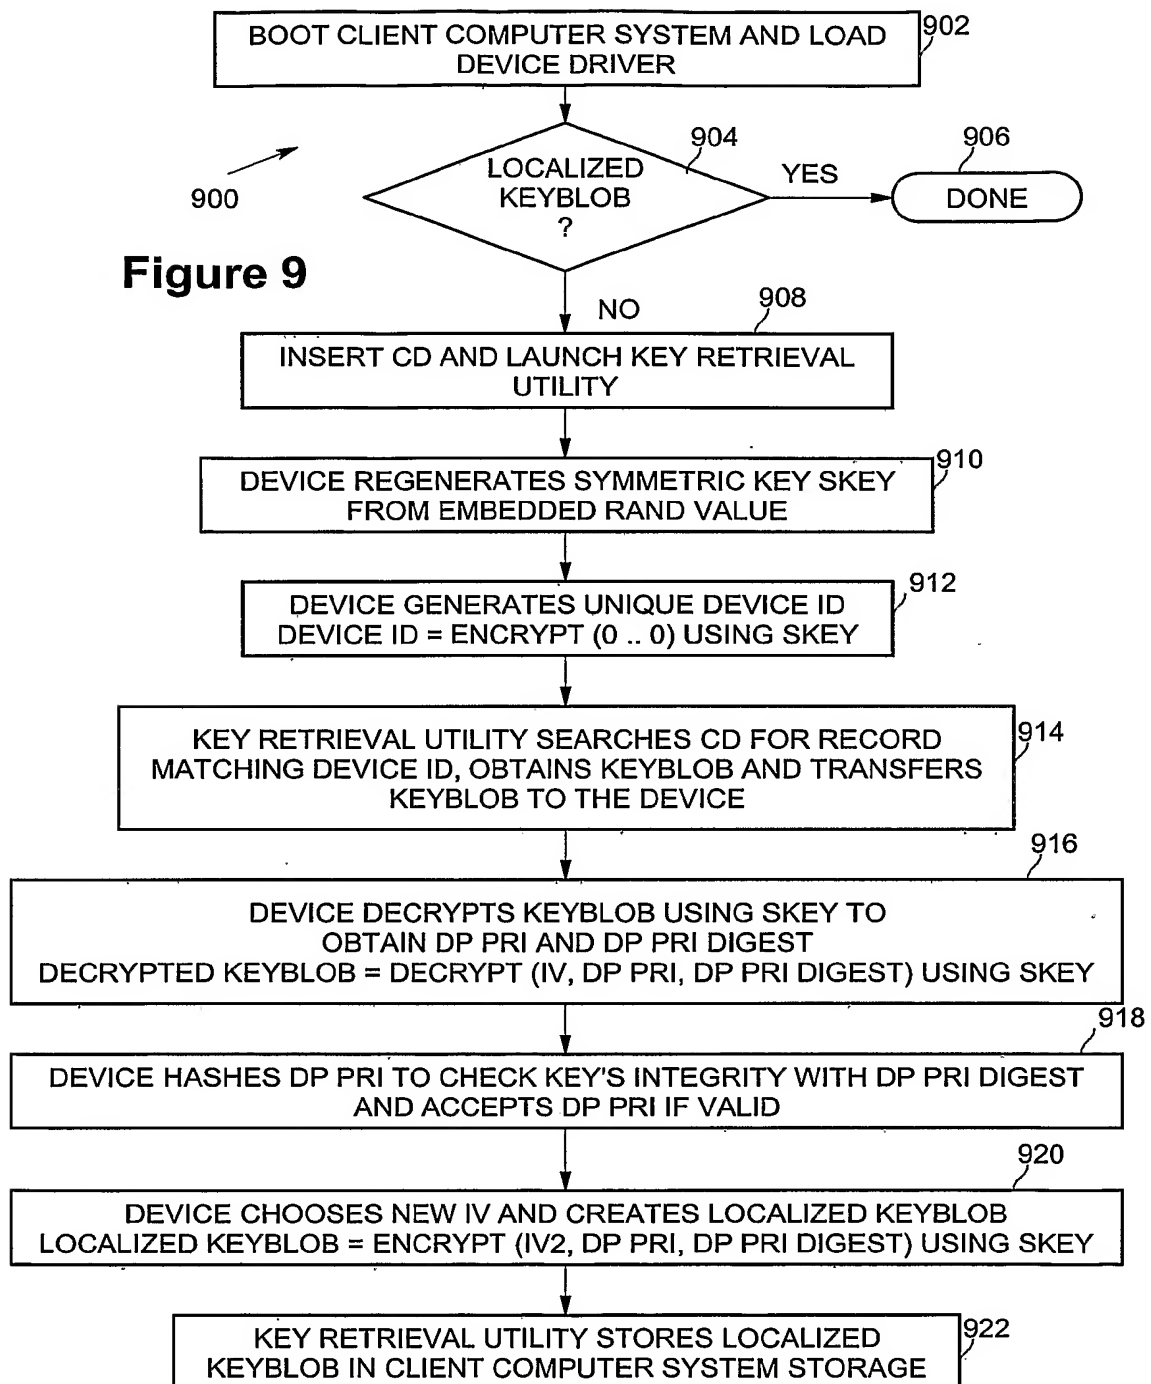 BOOT CLIENT COMPUTER SYSTEM AND LOAD
DEVICE DRIVER
902
904
LOCALIZED
KEYBLOB
?
YES
906
DONE
900
Figure 9
NO
908
INSERT CD AND LAUNCH KEY RETRIEVAL
UTILITY
910
DEVICE REGENERATES SYMMETRIC KEY SKEY
FROM EMBEDDED RAND VALUE
912
DEVICE GENERATES UNIQUE DEVICE ID
DEVICE ID = ENCRYPT (0 .. 0) USING SKEY
914
KEY RETRIEVAL UTILITY SEARCHES CD FOR RECORD
MATCHING DEVICE ID, OBTAINS KEYBLOB AND TRANSFERS
KEYBLOB TO THE DEVICE
916
DEVICE DECRYPTS KEYBLOB USING SKEY TO
OBTAIN DP PRI AND DP PRI DIGEST
DECRYPTED KEYBLOB = DECRYPT (IV, DP PRI, DP PRI DIGEST) USING SKEY
918
DEVICE HASHES DP PRI TO CHECK KEY'S INTEGRITY WITH DP PRI DIGEST
AND ACCEPTS DP PRI IF VALID
920
DEVICE CHOOSES NEW IV AND CREATES LOCALIZED KEYBLOB
LOCALIZED KEYBLOB = ENCRYPT (IV2, DP PRI, DP PRI DIGEST) USING SKEY
922
KEY RETRIEVAL UTILITY STORES LOCALIZED
KEYBLOB IN CLIENT COMPUTER SYSTEM STORAGE